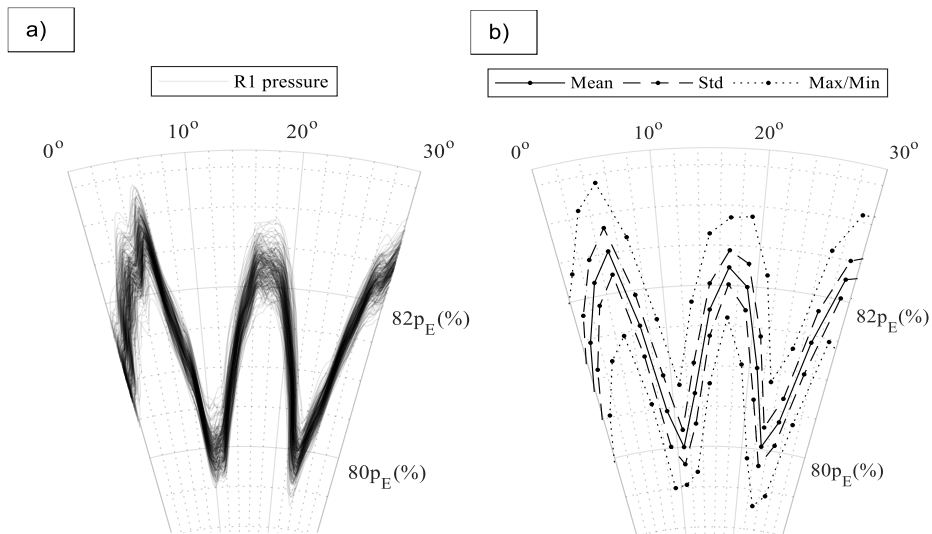 a)
R1 pressure
0°
10°
20°
30°
82p_E(%)
80p_E(%)
b)
Mean Std Max/Min
0°
10°
20°
30°
82p_E(%)
80p_E(%)